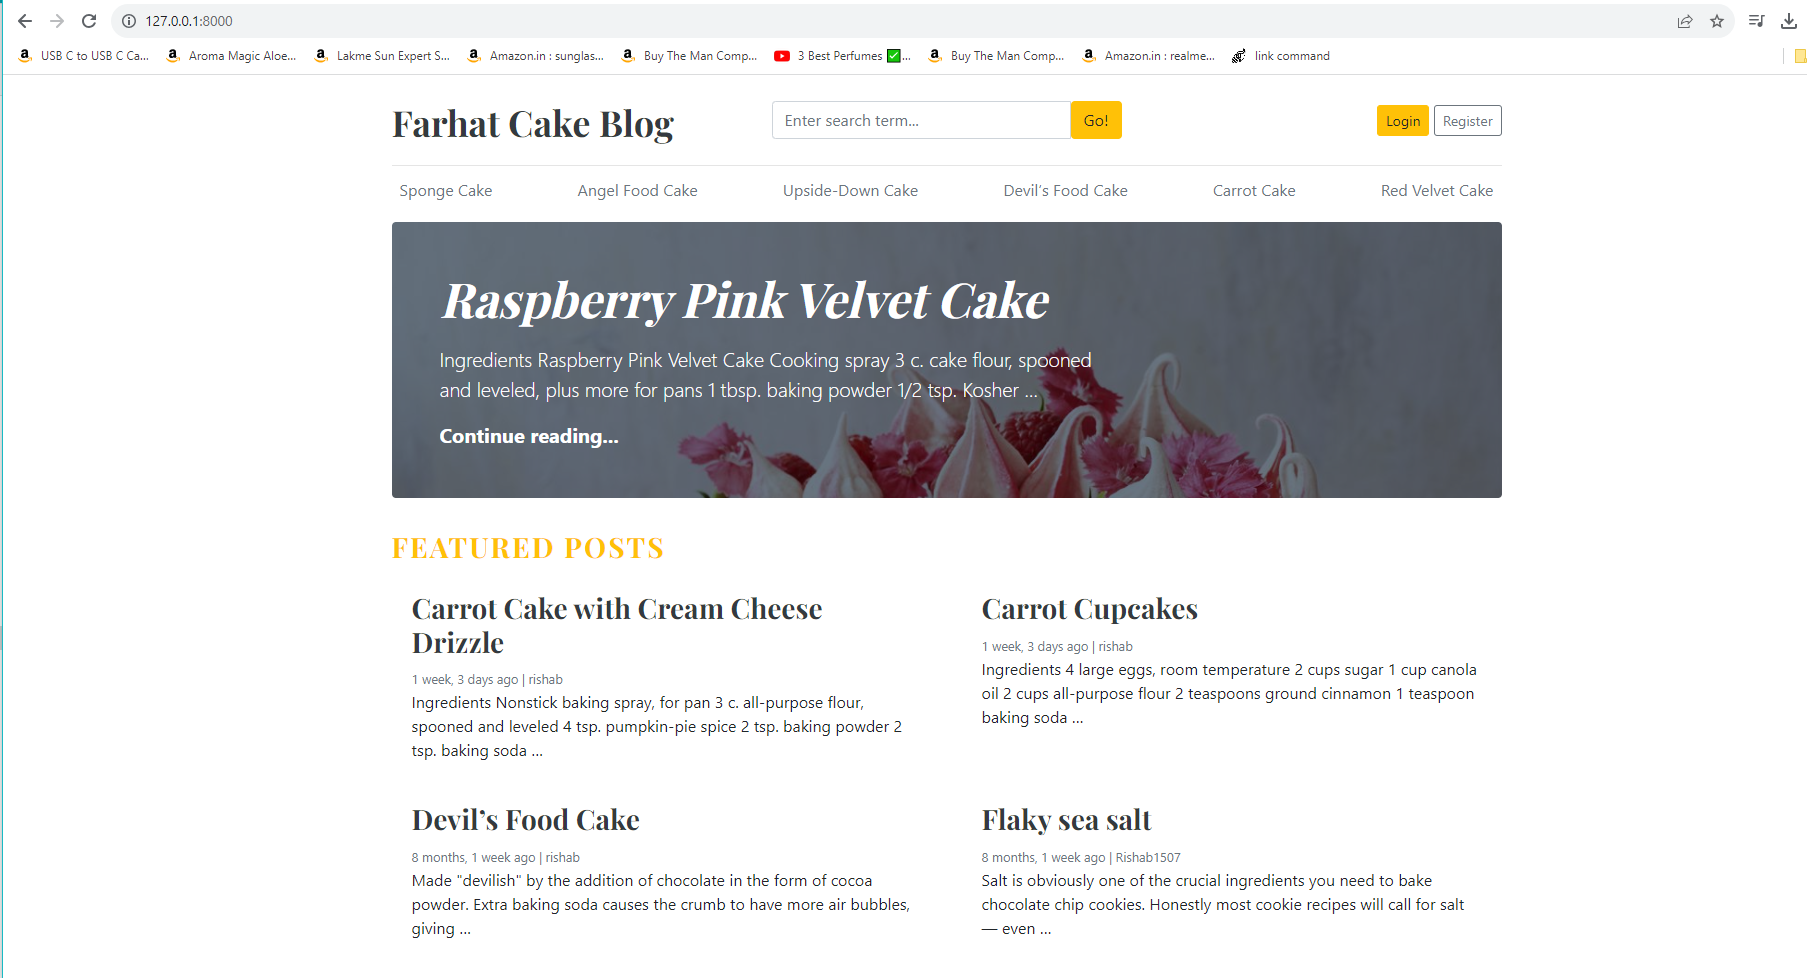 127.0.0.1:8000
USB C to USB C Ca... Aroma Magic Aloe... Lakme Sun Expert S... Amazon.in : sunglas... Buy The Man Comp... 3 Best Perfumes ✅... Buy The Man Comp... Amazon.in : realme... link command
Farhat Cake Blog
Enter search term... Go!
Login Register
Sponge Cake Angel Food Cake Upside-Down Cake Devil’s Food Cake Carrot Cake Red Velvet Cake
Raspberry Pink Velvet Cake
Ingredients Raspberry Pink Velvet Cake Cooking spray 3 c. cake flour, spooned
and leveled, plus more for pans 1 tbsp. baking powder 1/2 tsp. Kosher ...
Continue reading...
FEATURED POSTS
Carrot Cake with Cream Cheese
Drizzle
1 week, 3 days ago | rishab
Ingredients Nonstick baking spray, for pan 3 c. all-purpose flour,
spooned and leveled 4 tsp. pumpkin-pie spice 2 tsp. baking powder 2
tsp. baking soda ...
Carrot Cupcakes
1 week, 3 days ago | rishab
Ingredients 4 large eggs, room temperature 2 cups sugar 1 cup canola
oil 2 cups all-purpose flour 2 teaspoons ground cinnamon 1 teaspoon
baking soda ...
Devil’s Food Cake
8 months, 1 week ago | rishab
Made "devilish" by the addition of chocolate in the form of cocoa
powder. Extra baking soda causes the crumb to have more air bubbles,
giving ...
Flaky sea salt
8 months, 1 week ago | Rishab1507
Salt is obviously one of the crucial ingredients you need to bake
chocolate chip cookies. Honestly most cookie recipes will call for salt
— even ...